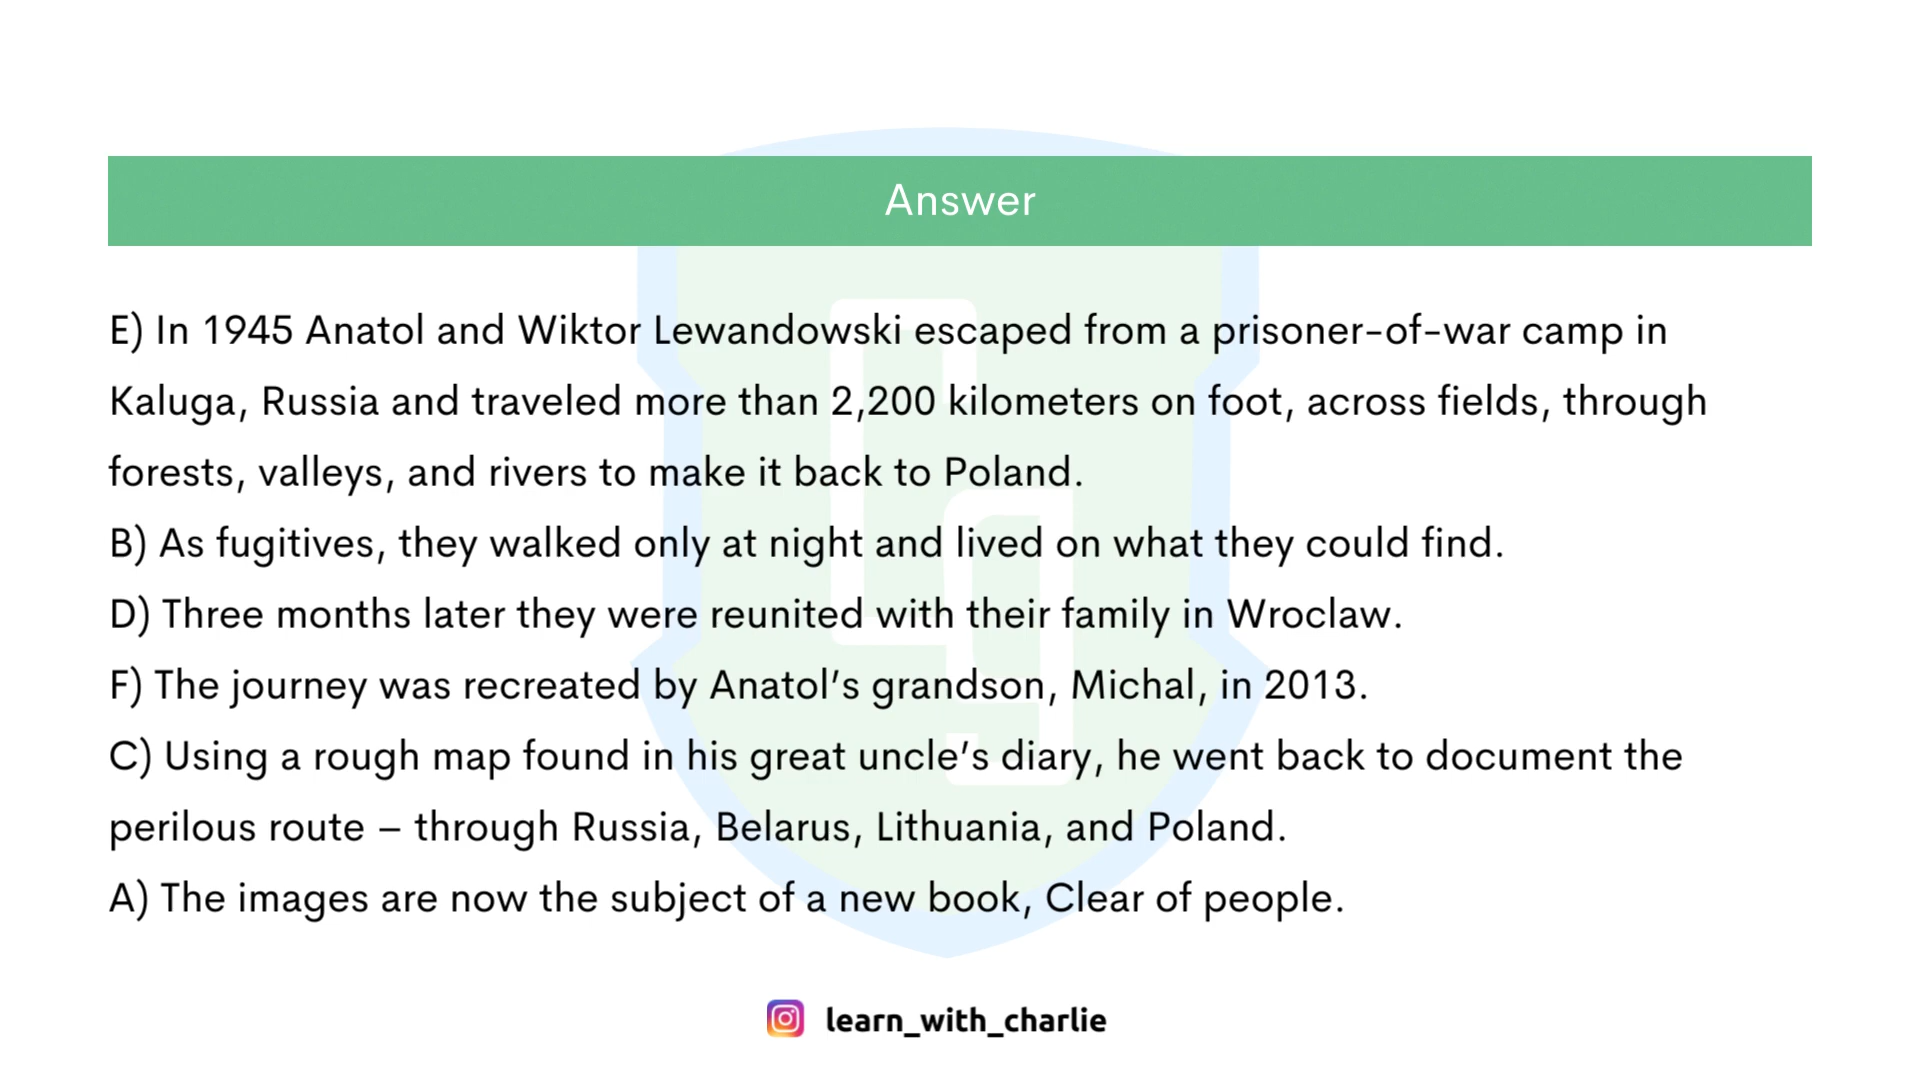 Answer
E) In 1945 Anatol and Wiktor Lewandowski escaped from a prisoner-of-war camp in
Kaluga, Russia and traveled more than 2,200 kilometers on foot, across fields, through
forests, valleys, and rivers to make it back to Poland.
B) As fugitives, they walked only at night and lived on what they could find.
D) Three months later they were reunited with their family in Wroclaw.
F) The journey was recreated by Anatol’s grandson, Michal, in 2013.
C) Using a rough map found in his great uncle’s diary, he went back to document the
perilous route – through Russia, Belarus, Lithuania, and Poland.
A) The images are now the subject of a new book, Clear of people.
learn_with_charlie